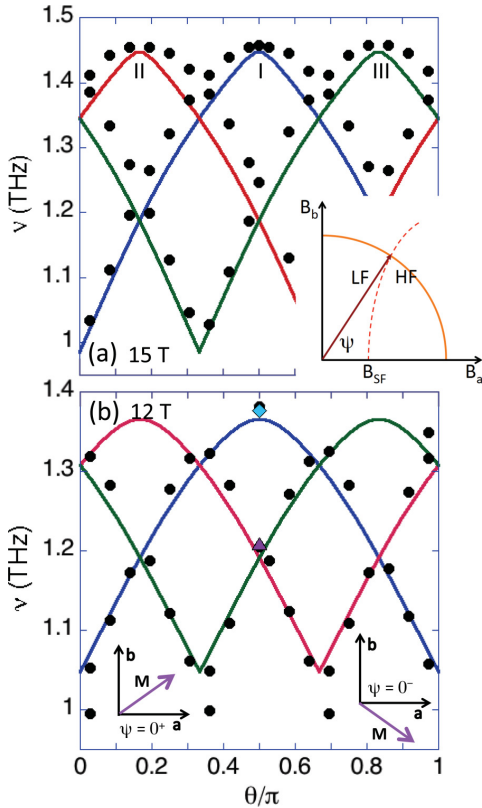 1.5
II
I
III
1.4
1.3
ν (THz)
1.2
1.1
1
(a) 15 T
B_b
LF
HF
ψ
B_SF
B_a
1.4
(b) 12 T
1.3
ν (THz)
1.2
1.1
1
b
M
ψ = 0⁺
a
b
ψ = 0⁻
a
M
0
0.2
0.4
0.6
0.8
1
θ/π